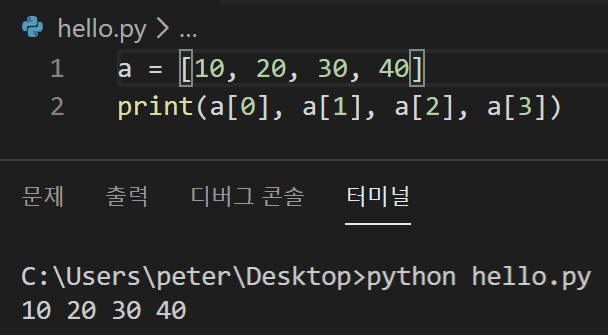 hello.py > ...
1 a = [10, 20, 30, 40]
2 print(a[0], a[1], a[2], a[3])
문제 출력 디버그 콘솔 터미널
C:\Users\peter\Desktop>python hello.py
10 20 30 40